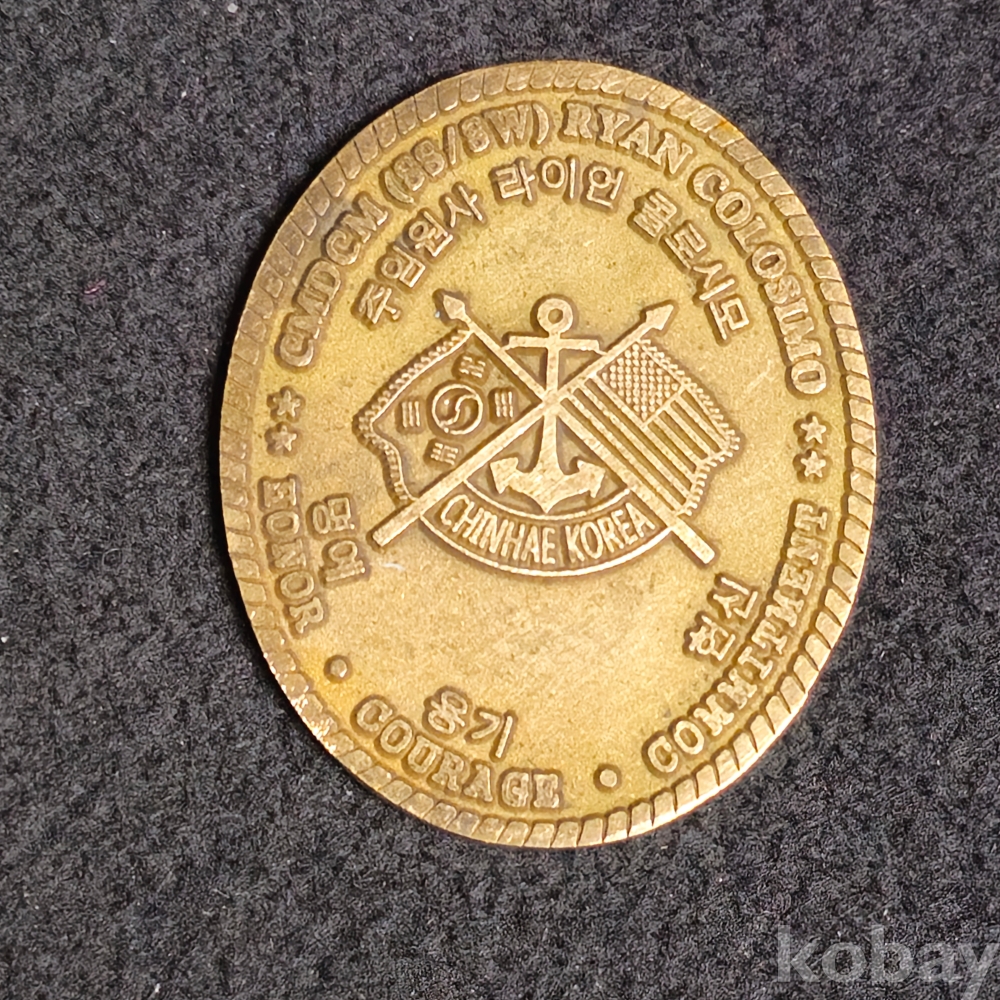 CMDCM (SS/SW) RYAN COLOSIMO
주임원사 라이언 콜로시모
CHINHAE KOREA
명예
HONOR
용기
COURAGE
헌신
COMMITMENT
kobay